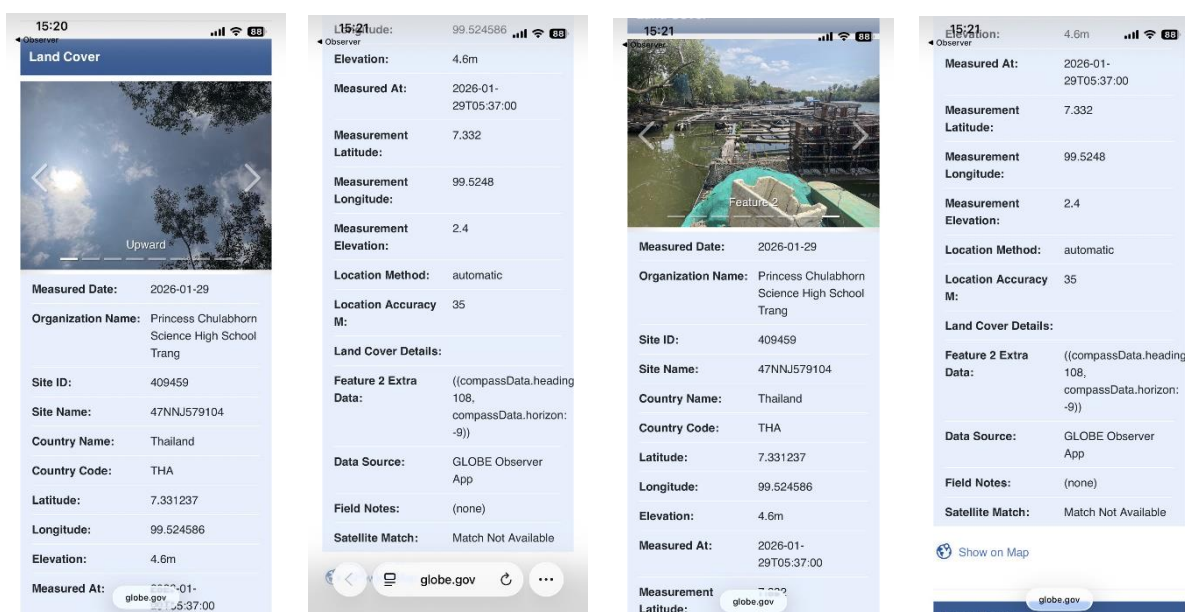 15:20
88
◄ Observer
Land Cover
Upward
Measured Date: 2026-01-29
Organization Name: Princess Chulabhorn
Science High School
Trang
Site ID: 409459
Site Name: 47NNJ579104
Country Name: Thailand
Country Code: THA
Latitude: 7.331237
Longitude: 99.524586
Elevation: 4.6m
Measured At:
globe.gov
15:21
99.524586
88
◄ Observer
Elevation: 4.6m
Measured At: 2026-01-
29T05:37:00
Measurement 7.332
Latitude:
Measurement 99.5248
Longitude:
Measurement 2.4
Elevation:
Location Method: automatic
Location Accuracy 35
M:
Land Cover Details:
Feature 2 Extra ((compassData.heading
Data: 108,
compassData.horizon:
-9))
Data Source: GLOBE Observer
App
Field Notes: (none)
Satellite Match: Match Not Available
globe.gov
15:21
88
◄ Observer
Feature 2
Measured Date: 2026-01-29
Organization Name: Princess Chulabhorn
Science High School
Trang
Site ID: 409459
Site Name: 47NNJ579104
Country Name: Thailand
Country Code: THA
Latitude: 7.331237
Longitude: 99.524586
Elevation: 4.6m
Measured At: 2026-01-
29T05:37:00
Measurement
Latitude:
globe.gov
15:21
Elevation: 4.6m
88
◄ Observer
Measured At: 2026-01-
29T05:37:00
Measurement 7.332
Latitude:
Measurement 99.5248
Longitude:
Measurement 2.4
Elevation:
Location Method: automatic
Location Accuracy 35
M:
Land Cover Details:
Feature 2 Extra ((compassData.heading
Data: 108,
compassData.horizon:
-9))
Data Source: GLOBE Observer
App
Field Notes: (none)
Satellite Match: Match Not Available
Show on Map
globe.gov